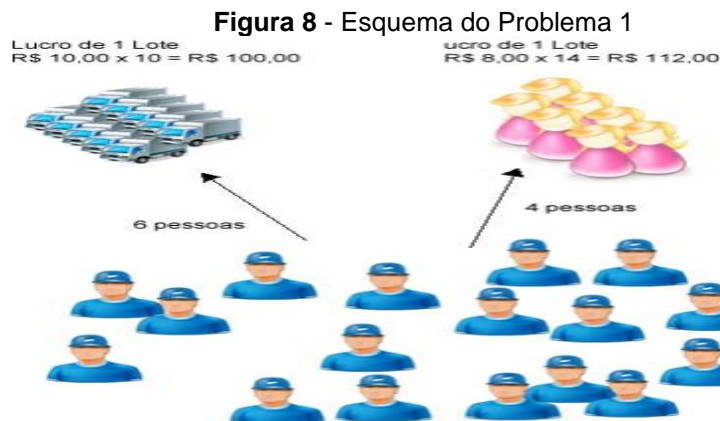 Figura 8 - Esquema do Problema 1
Lucro de 1 Lote
R$ 10,00 x 10 = R$ 100,00
ucro de 1 Lote
R$ 8,00 x 14 = R$ 112,00
6 pessoas
4 pessoas